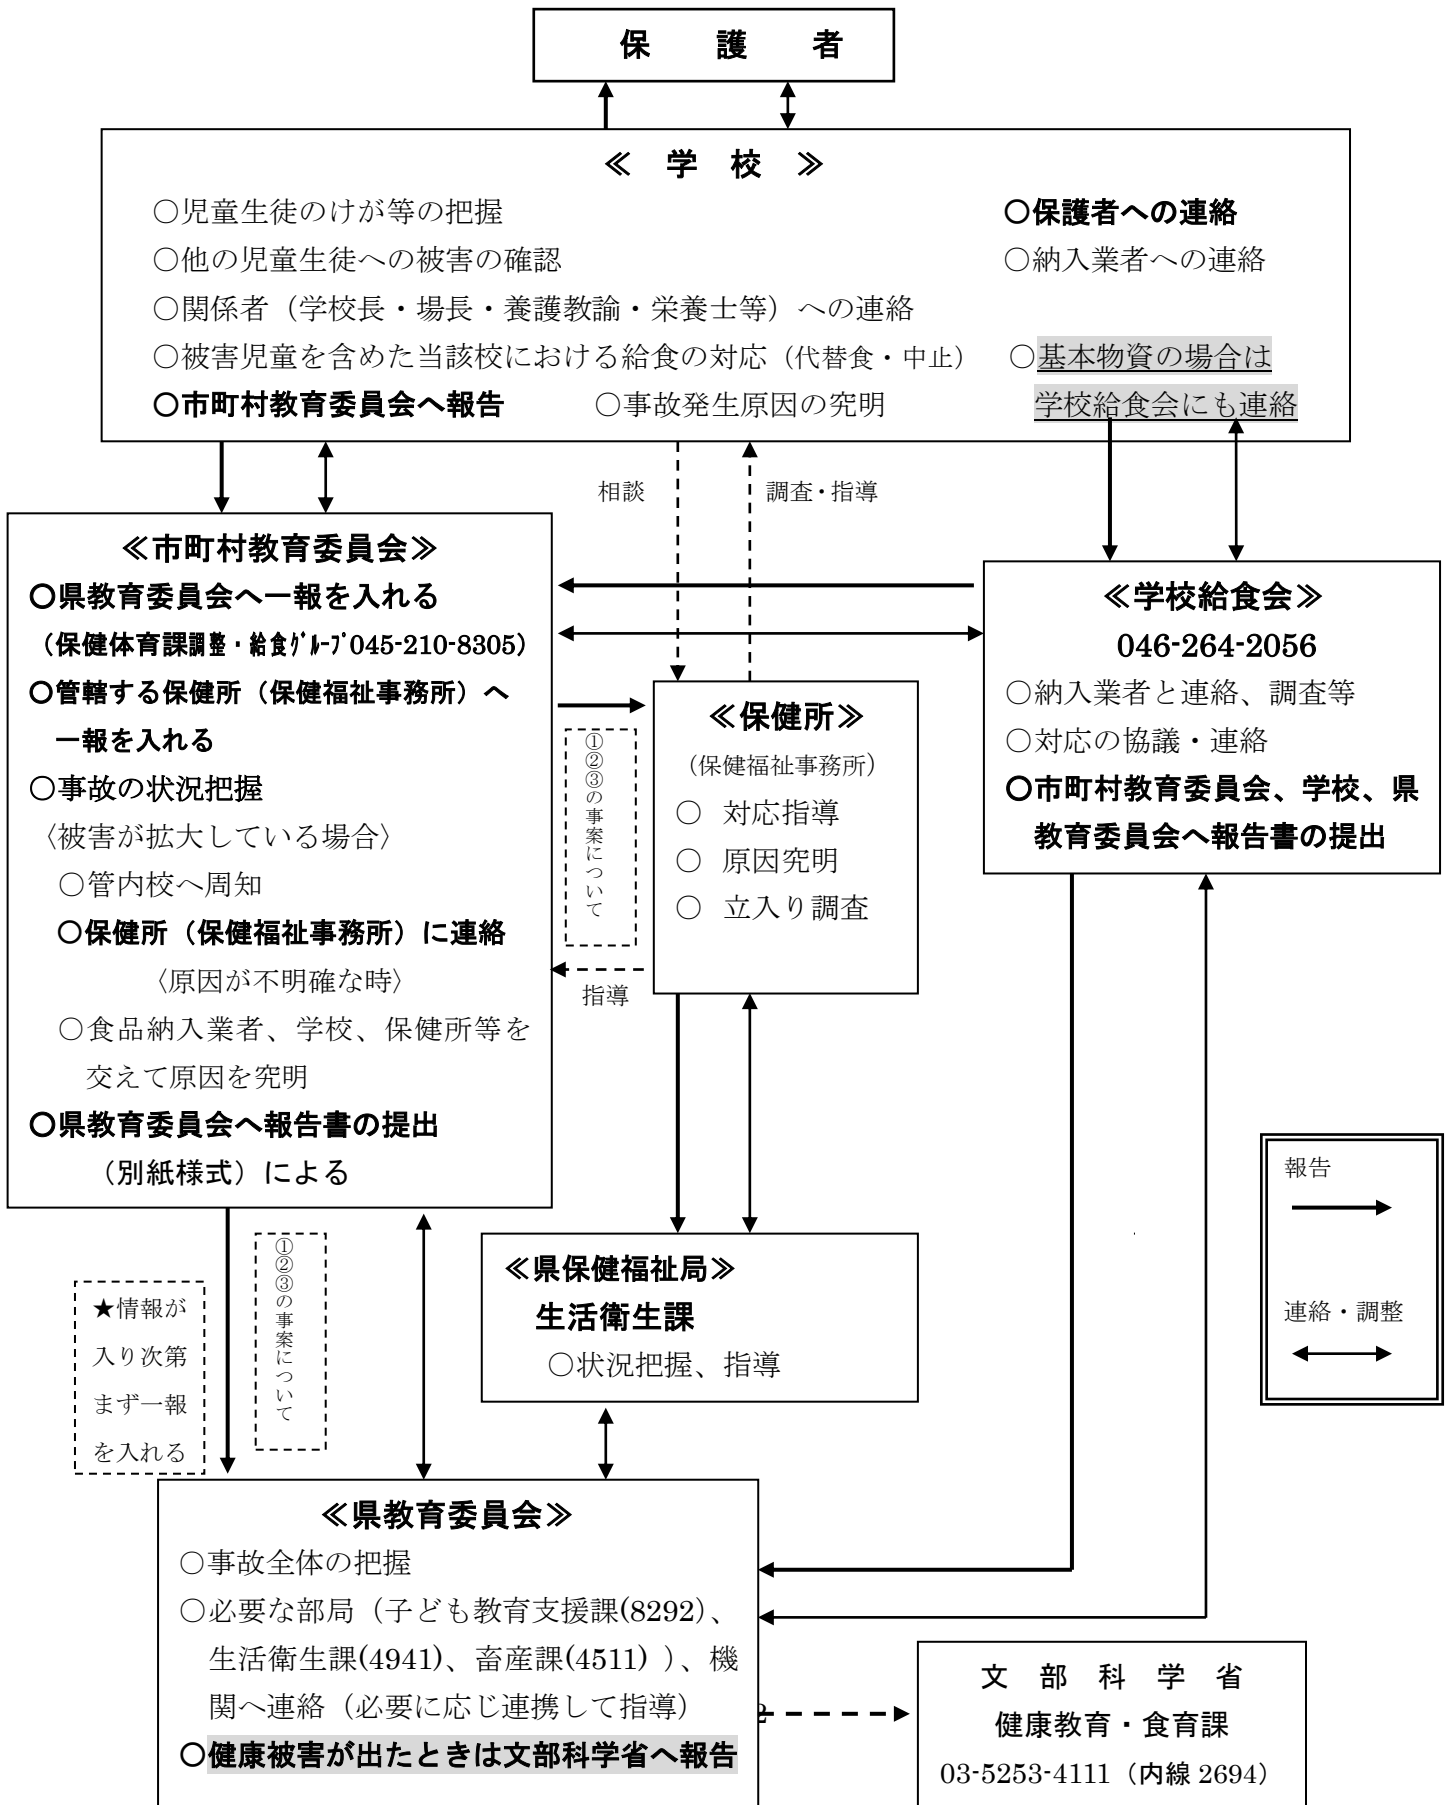 保　護　者
≪　学　校　≫
○児童生徒のけが等の把握
○保護者への連絡
○他の児童生徒への被害の確認
○納入業者への連絡
○関係者（学校長・場長・養護教諭・栄養士等）への連絡
○被害児童を含めた当該校における給食の対応（代替食・中止）
○基本物資の場合は
学校給食会にも連絡
○市町村教育委員会へ報告
○事故発生原因の究明
相談
調査・指導
≪市町村教育委員会≫
○県教育委員会へ一報を入れる
（保健体育課調整・給食ｸﾞﾙｰﾌﾟ045-210-8305）
○管轄する保健所（保健福祉事務所）へ
一報を入れる
○事故の状況把握
〈被害が拡大している場合〉
○管内校へ周知
○保健所（保健福祉事務所）に連絡
〈原因が不明確な時〉
○食品納入業者、学校、保健所等を
交えて原因を究明
○県教育委員会へ報告書の提出
（別紙様式）による
①②③の事案について
指導
≪保健所≫
（保健福祉事務所）
○　対応指導
○　原因究明
○　立入り調査
≪学校給食会≫
046-264-2056
○納入業者と連絡、調査等
○対応の協議・連絡
○市町村教育委員会、学校、県
教育委員会へ報告書の提出
報告
連絡・調整
★情報が
入り次第
まず一報
を入れる
①②③の事案について
≪県保健福祉局≫
生活衛生課
○状況把握、指導
≪県教育委員会≫
○事故全体の把握
○必要な部局（子ども教育支援課(8292)、
生活衛生課(4941)、畜産課(4511) ）、機
関へ連絡（必要に応じ連携して指導）
○健康被害が出たときは文部科学省へ報告
2
文　部　科　学　省
健康教育・食育課
03-5253-4111（内線 2694）